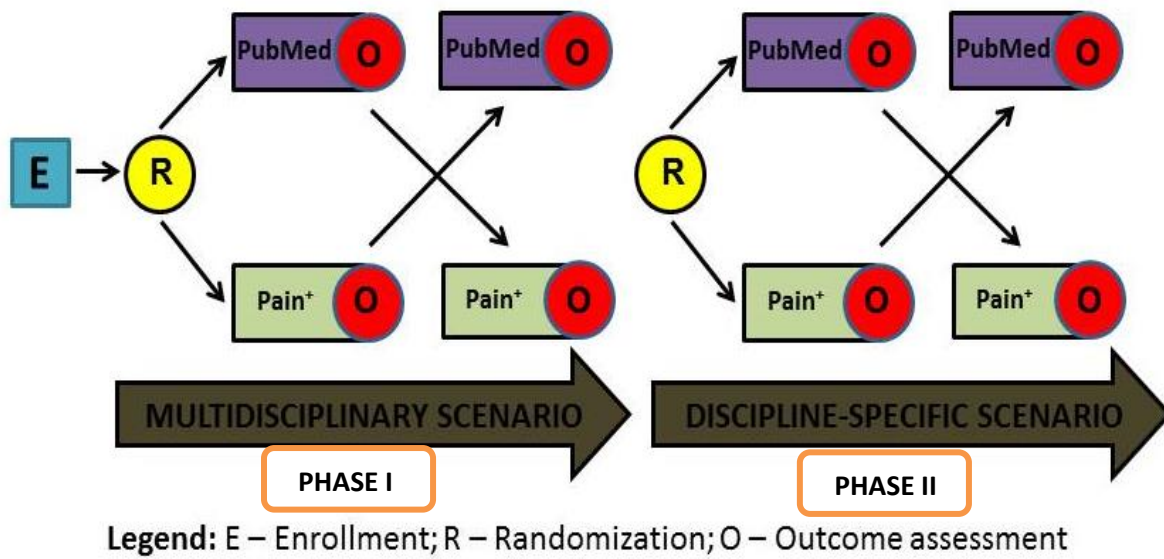 PubMed O PubMed O PubMed O PubMed O
E R R
Pain⁺ O Pain⁺ O Pain⁺ O Pain⁺ O
MULTIDISCIPLINARY SCENARIO DISCIPLINE-SPECIFIC SCENARIO
PHASE I PHASE II
Legend: E – Enrollment; R – Randomization; O – Outcome assessment